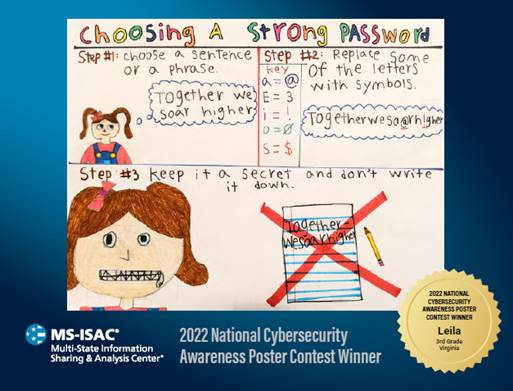 Choosing A Strong PASSWORD
Step #1: choose a sentence
or a phrase.
Together we
soar higher
Step #2: Replace some
of the letters
with symbols.
Key
a = @
E = 3
i = !
o = Ø
S = $
Togetherwesoarh!gher
Step #3 keep it a secret and don't write
it down.
Together-
wesoarhigher
MS-ISAC®
Multi-State Information
Sharing & Analysis Center®
2022 National Cybersecurity
Awareness Poster Contest Winner
2022 NATIONAL
CYBERSECURITY
AWARENESS POSTER
CONTEST WINNER
Leila
3rd Grade
Virginia